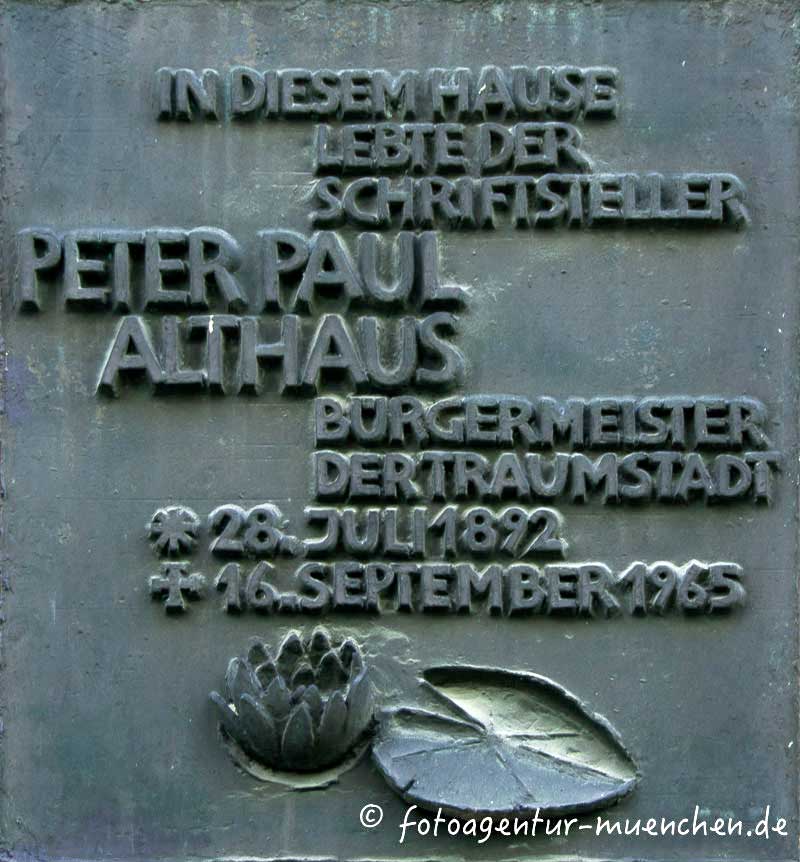 IN DIESEM HAUSE
LEBTE DER
SCHRIFTSTELLER
PETER PAUL
ALTHAUS
BÜRGERMEISTER
DER TRAUMSTADT
✱ 28. JULI 1892
✝ 16. SEPTEMBER 1965
© fotoagentur-muenchen.de